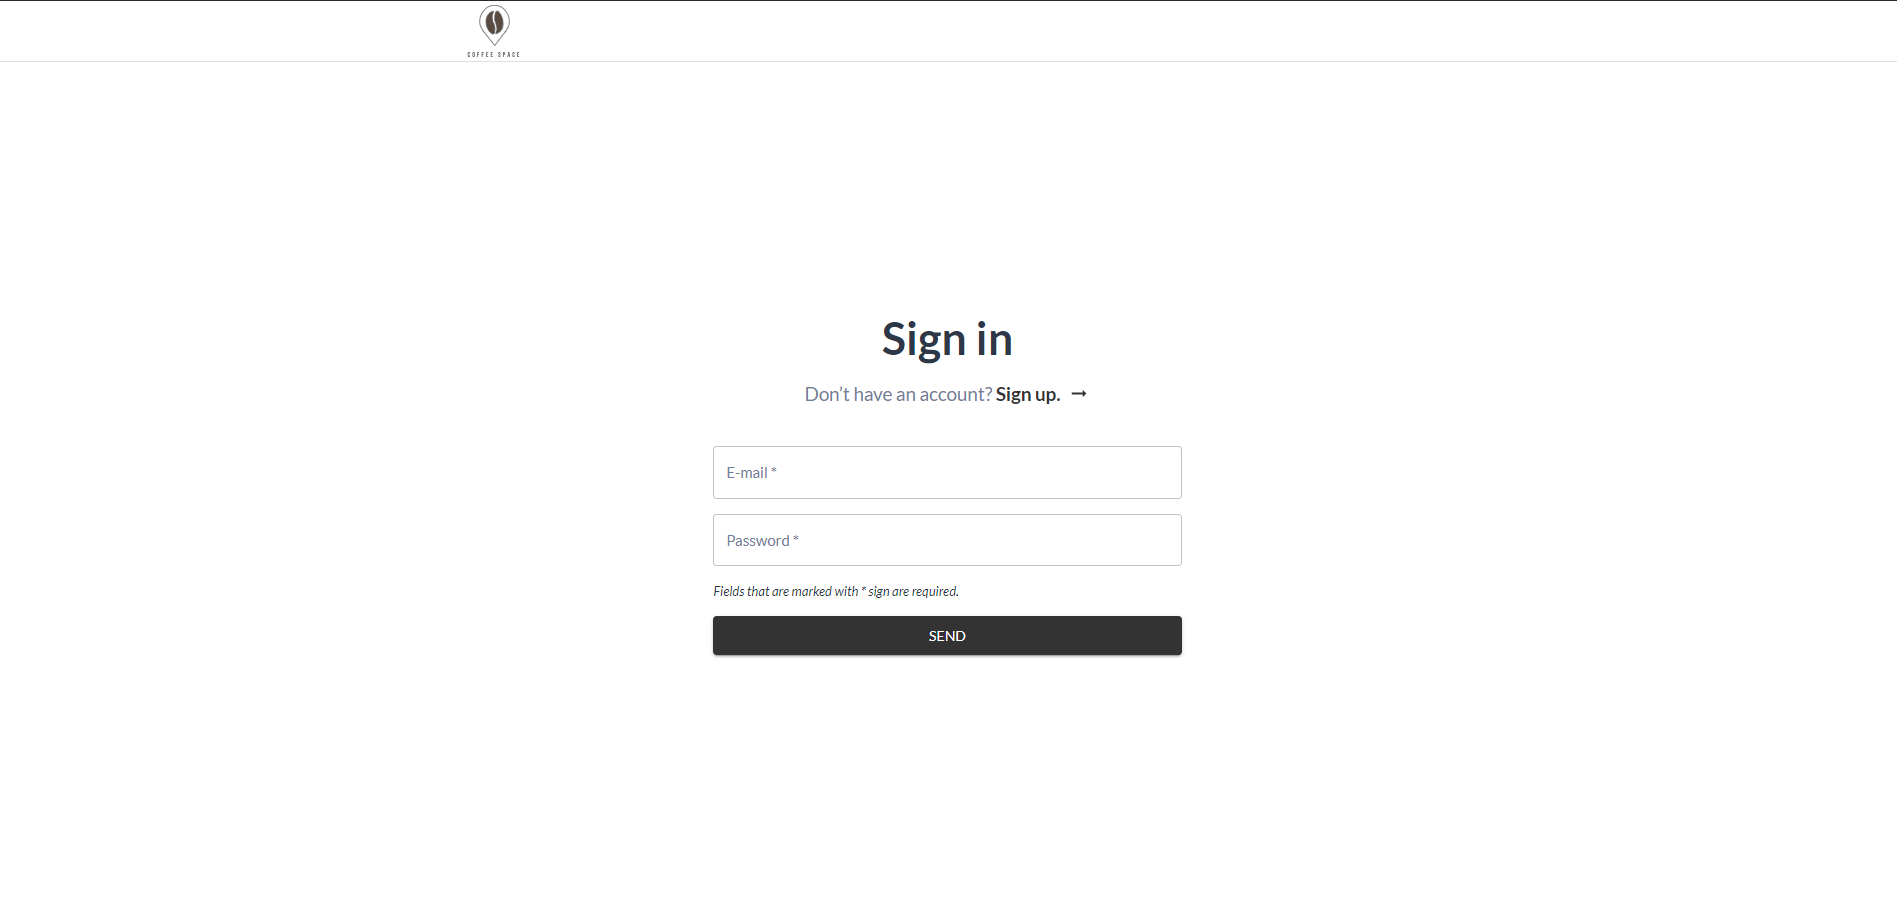 COFFEE SPACE
Sign in
Don't have an account? Sign up. →
E-mail *
Password *
Fields that are marked with * sign are required.
SEND